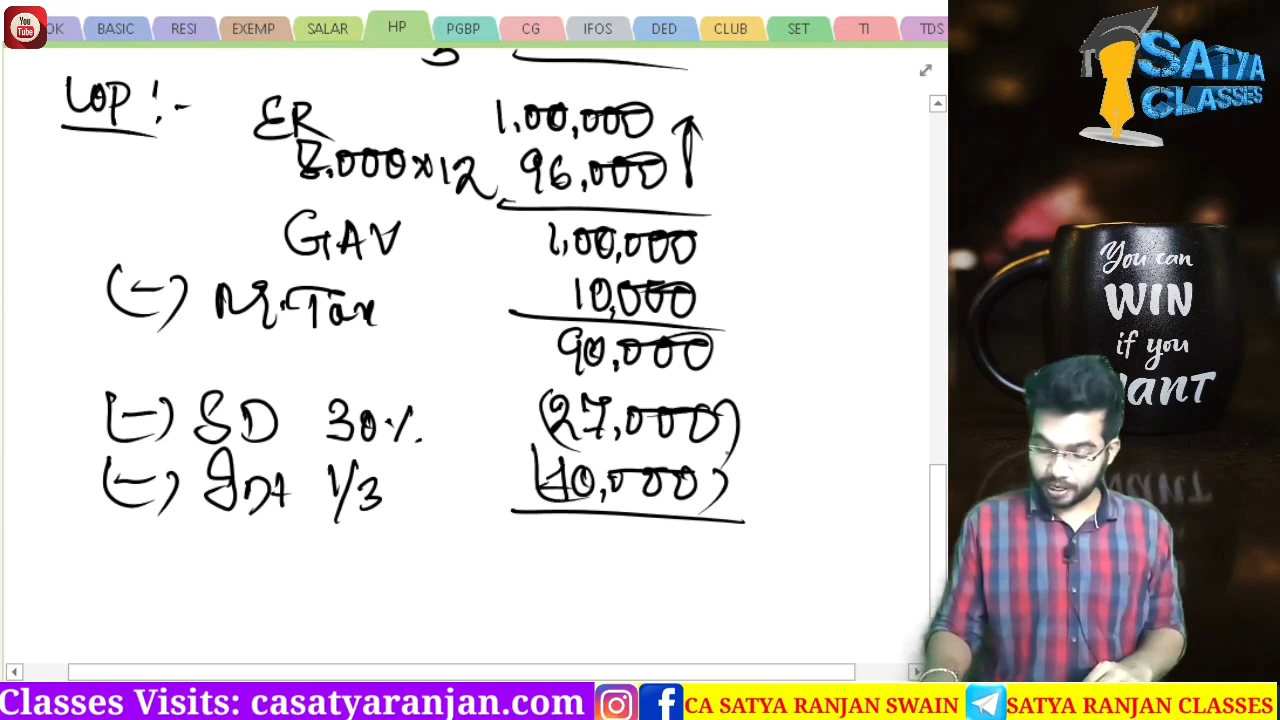 You Tube
OK BASIC RESI EXEMP SALAR HP PGBP CG IFOS DED CLUB SET TI TDS
SATYA
CLASSES
LOP :-
ER 1,00,000
8,000×12 96,000
GAV 1,00,000
(-) M. Tax 10,000
90,000
(-) SD 30% (27,000)
(-) Int 1/3 (40,000)
You can
WIN
if you
WANT
Classes Visits: casatyaranjan.com CA SATYA RANJAN SWAIN SATYA RANJAN CLASSES